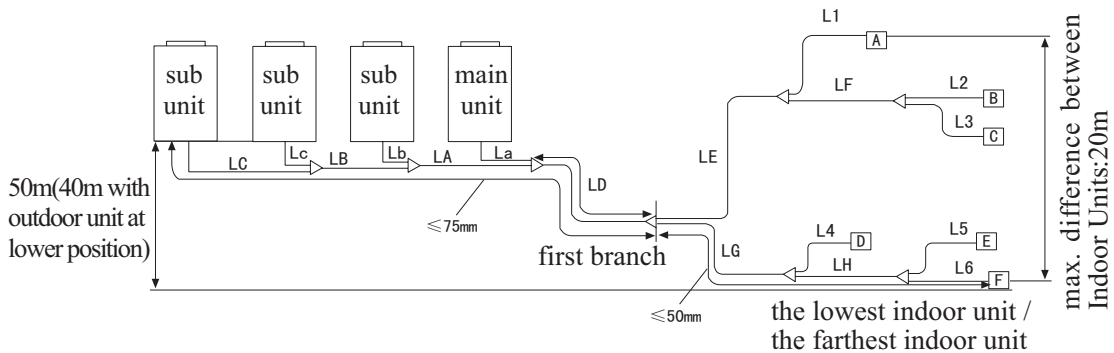 L1
A
sub
unit
sub
unit
sub
unit
main
unit
LF
L2
B
L3
C
max. difference between
Indoor Units:20m
LE
LC
Lc
LB
Lb
LA
La
LD
50m(40m with
outdoor unit at
lower position)
≤75mm
first branch
LG
L4
D
L5
E
LH
L6
F
≤50mm
the lowest indoor unit /
the farthest indoor unit